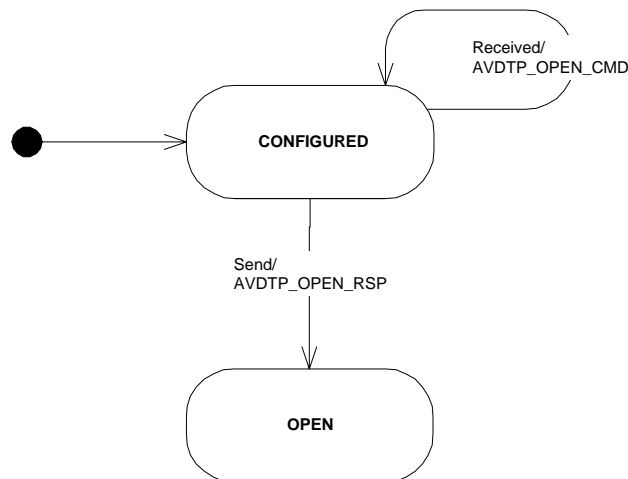 Received/
AVDTP_OPEN_CMD
CONFIGURED
Send/
AVDTP_OPEN_RSP
OPEN